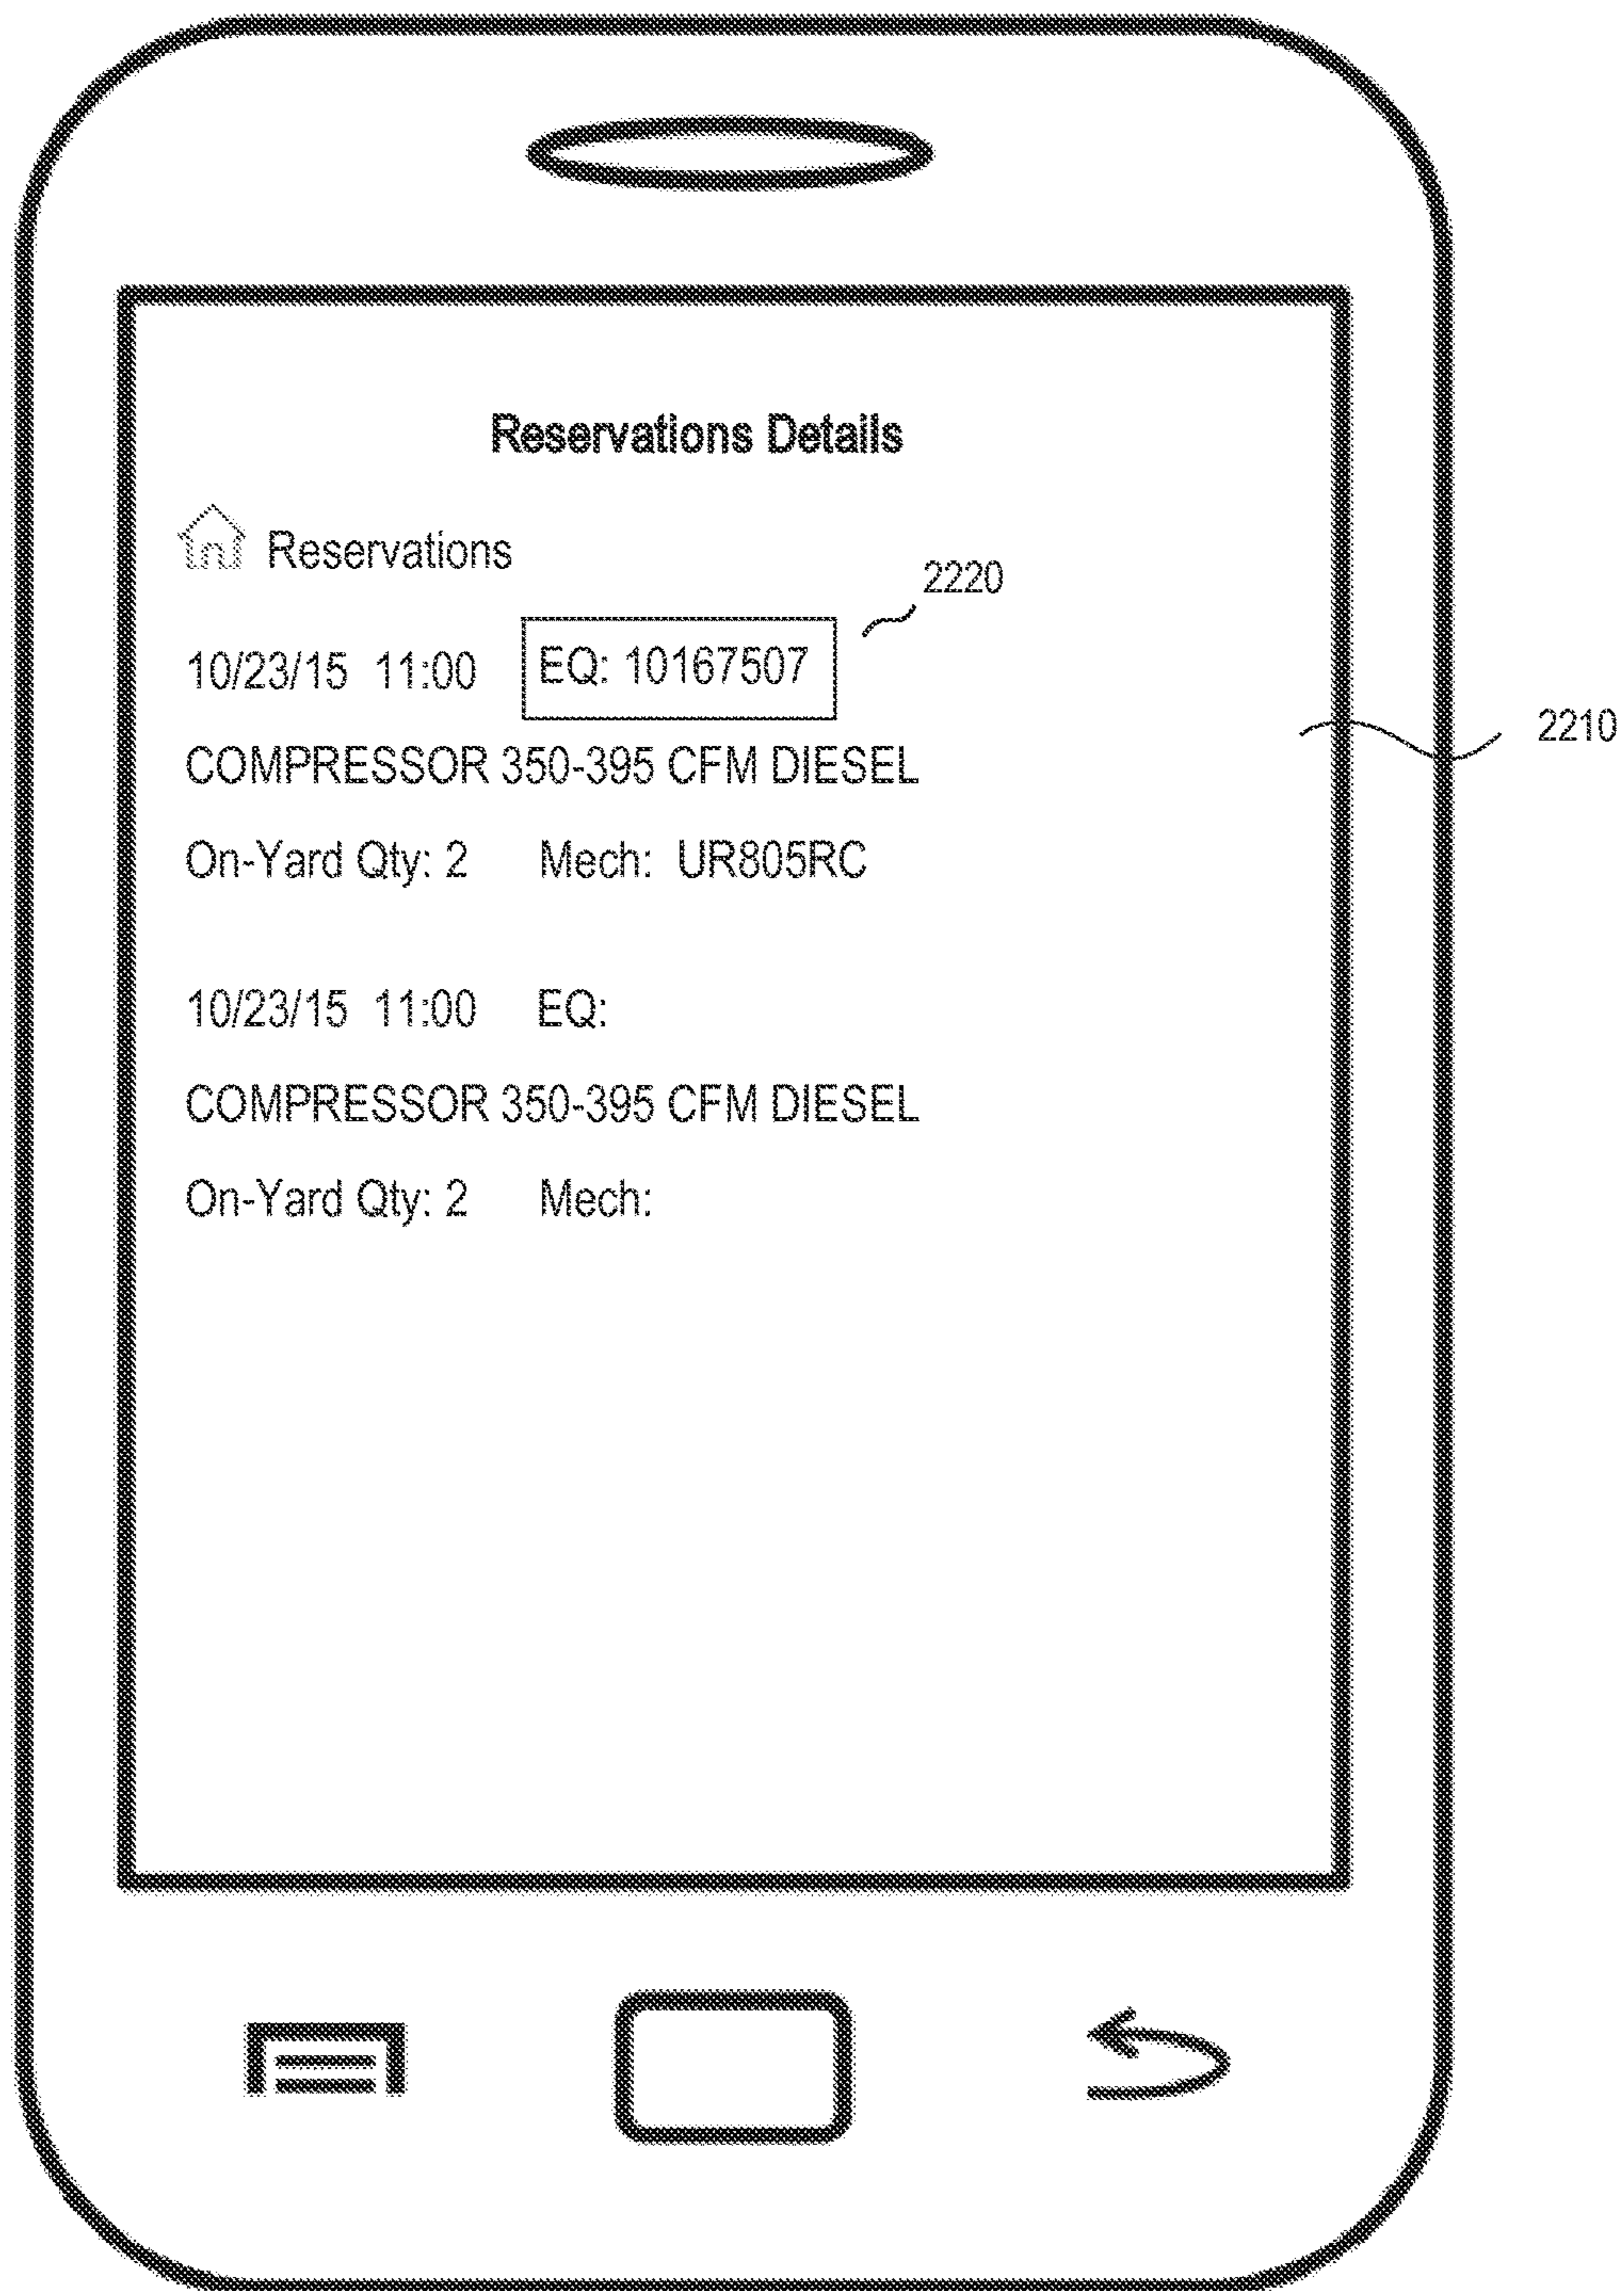 Reservations Details
Reservations
2220
10/23/15 11:00 EQ: 10167507
2210
COMPRESSOR 350-395 CFM DIESEL
On-Yard Qty: 2 Mech: UR805RC
10/23/15 11:00 EQ:
COMPRESSOR 350-395 CFM DIESEL
On-Yard Qty: 2 Mech: